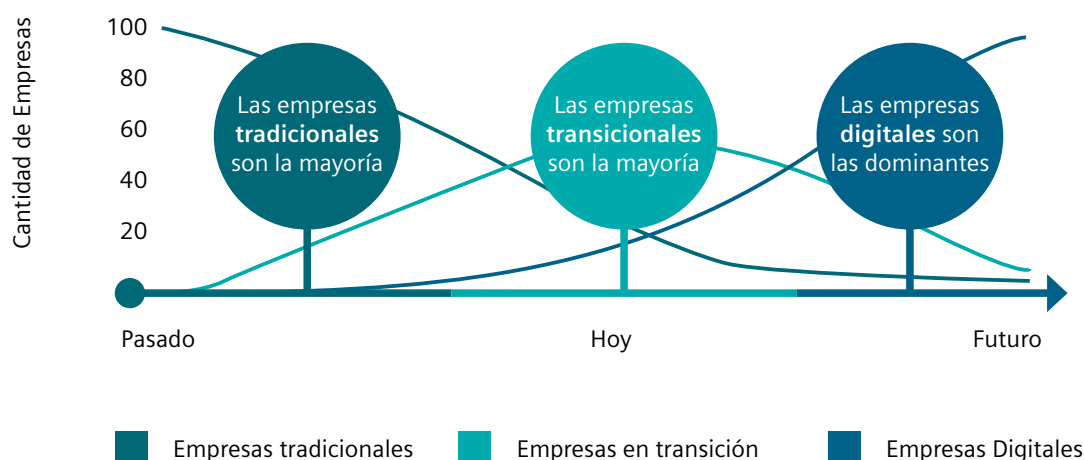 Cantidad de Empresas
100
80
60
40
20
Las empresas
tradicionales
son la mayoría
Las empresas
transicionales
son la mayoría
Las empresas
digitales son
las dominantes
Pasado
Hoy
Futuro
Empresas tradicionales
Empresas en transición
Empresas Digitales